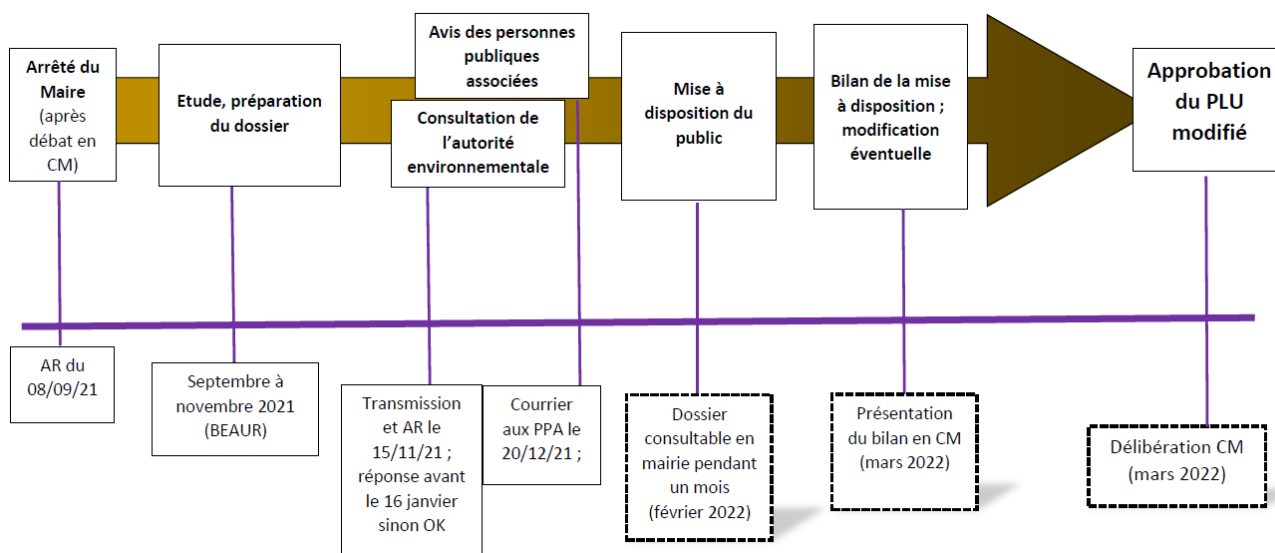 Arrêté du
Maire
(après
débat en
CM)
Etude, préparation
du dossier
Avis des personnes
publiques
associées
Consultation de
l'autorité
environnementale
Mise à
disposition du
public
Bilan de la mise
à disposition ;
modification
éventuelle
Approbation
du PLU
modifié
AR du
08/09/21
Septembre à
novembre 2021
(BEAUR)
Transmission
et AR le
15/11/21 ;
réponse avant
le 16 janvier
sinon OK
Courrier
aux PPA le
20/12/21 ;
Dossier
consultable en
mairie pendant
un mois
(février 2022)
Présentation
du bilan en CM
(mars 2022)
Délibération CM
(mars 2022)